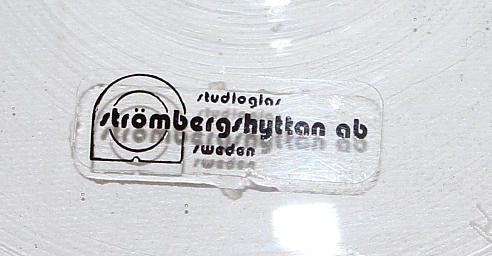 studioglas
strömbergshyttan ab
sweden